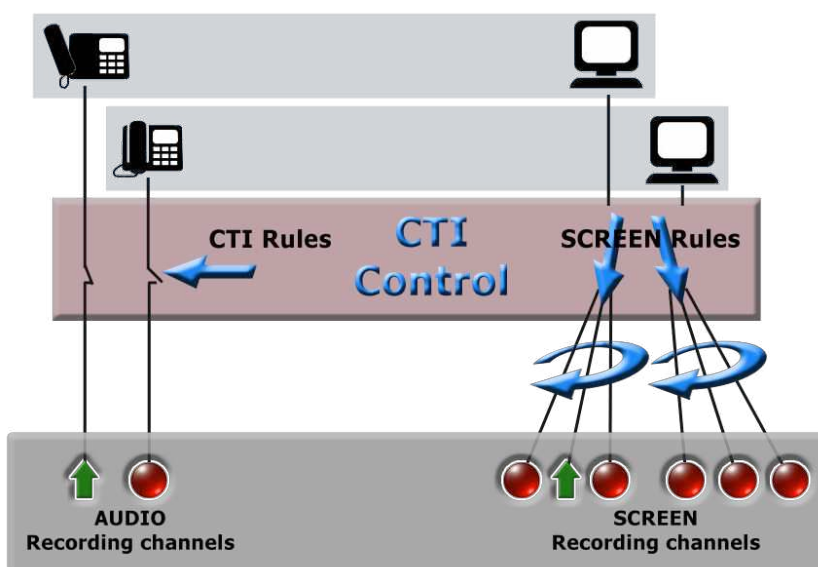 CTI Rules
CTI
Control
SCREEN Rules
AUDIO
Recording channels
SCREEN
Recording channels